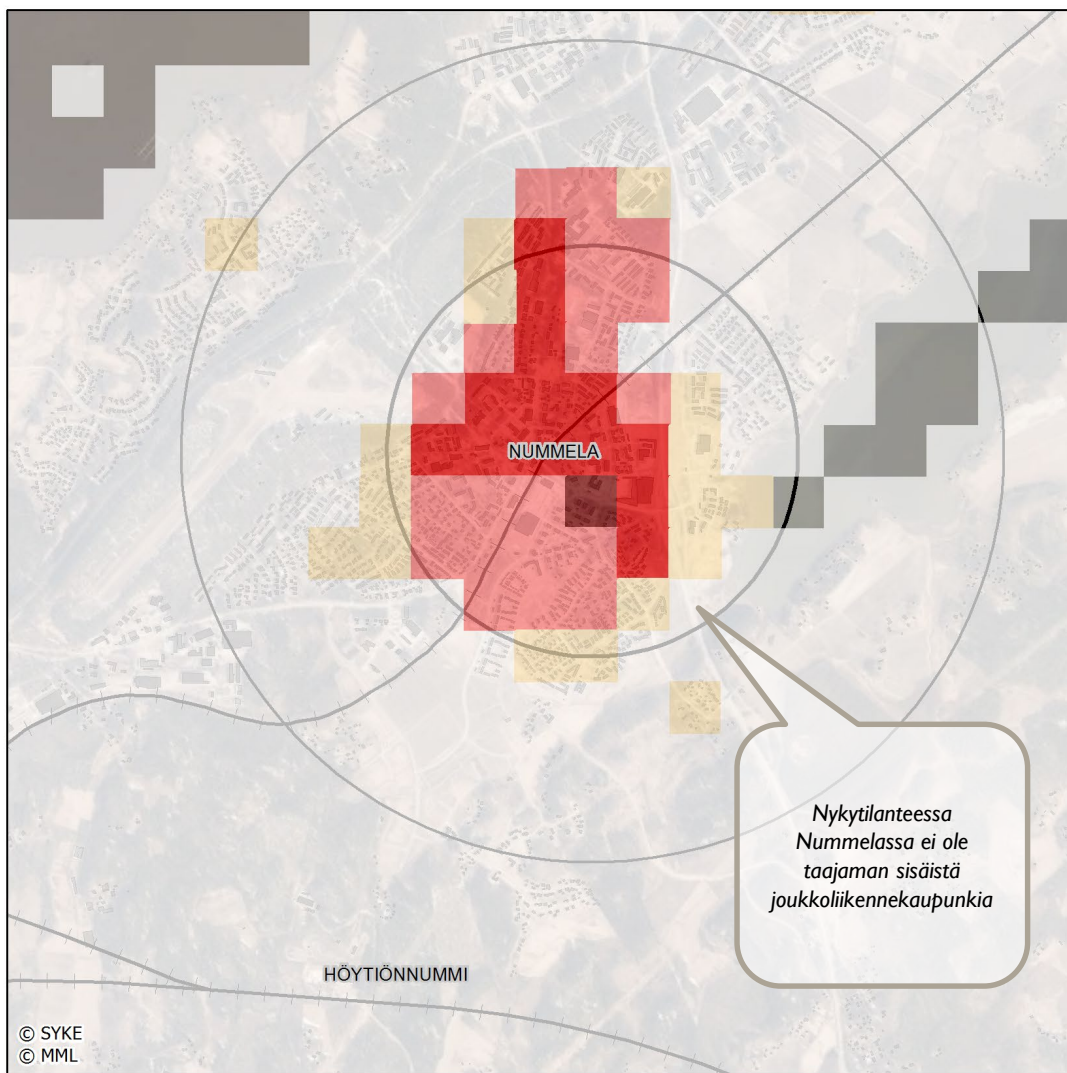 NUMMELA
Nykytilanteessa
Nummelassa ei ole
taajaman sisäistä
joukkoliikennekaupunkia
HÖYTIÖNNUMMI
© SYKE
© MML